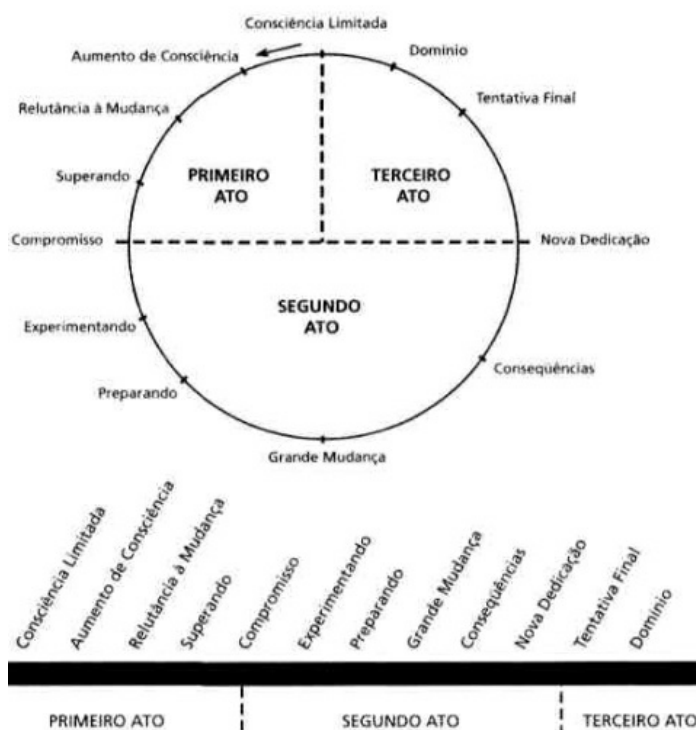 Consciência Limitada
Aumento de Consciência
Domínio
Relutância à Mudança
Tentativa Final
PRIMEIRO
ATO
TERCEIRO
ATO
Superando
Compromisso
Nova Dedicação
SEGUNDO
ATO
Experimentando
Conseqüências
Preparando
Grande Mudança
Consciência Limitada
Aumento de Consciência
Relutância à Mudança
Superando
Compromisso
Experimentando
Preparando
Grande Mudança
Conseqüências
Nova Dedicação
Tentativa Final
Domínio
PRIMEIRO ATO
SEGUNDO ATO
TERCEIRO ATO